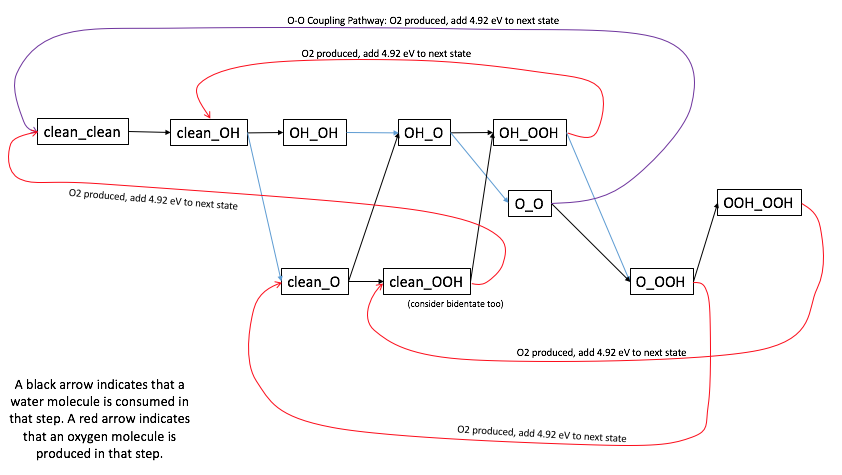 O-O Coupling Pathway: O2 produced, add 4.92 eV to next state
O2 produced, add 4.92 eV to next state
clean_clean
clean_OH
OH_OH
OH_O
OH_OOH
O2 produced, add 4.92 eV to next state
O_O
OOH_OOH
clean_O
clean_OOH
O_OOH
(consider bidentate too)
O2 produced, add 4.92 eV to next state
A black arrow indicates that a
water molecule is consumed in
that step. A red arrow indicates
that an oxygen molecule is
produced in that step.
O2 produced, add 4.92 eV to next state